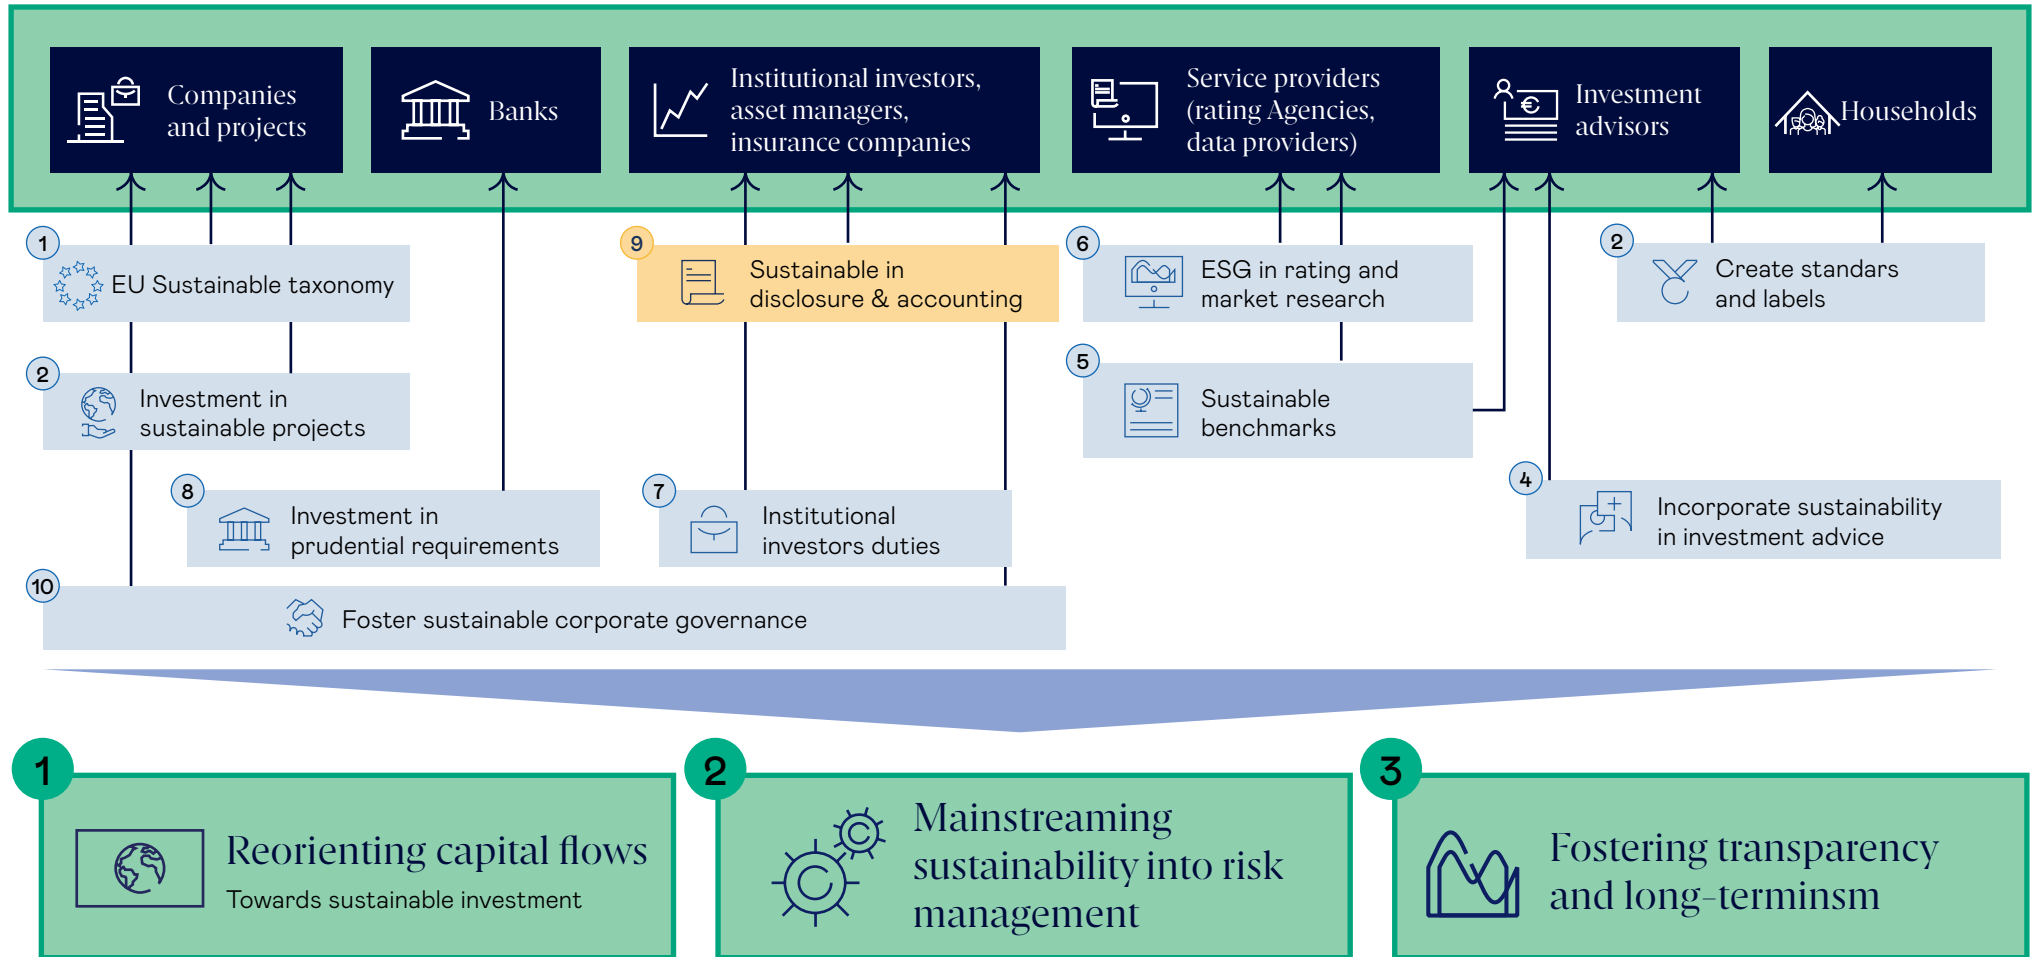 Companies
and projects
Banks
Institutional investors,
asset managers,
insurance companies
Service providers
(rating Agencies,
data providers)
€
Investment
advisors
Households
1
EU Sustainable taxonomy
9
Sustainable in
disclosure & accounting
6
ESG in rating and
market research
2
Create standars
and labels
2
Investment in
sustainable projects
5
Sustainable
benchmarks
8
Investment in
prudential requirements
7
Institutional
investors duties
4
Incorporate sustainability
in investment advice
10
Foster sustainable corporate governance
1
Reorienting capital flows
Towards sustainable investment
2
Mainstreaming
sustainability into risk
management
3
Fostering transparency
and long-terminsm